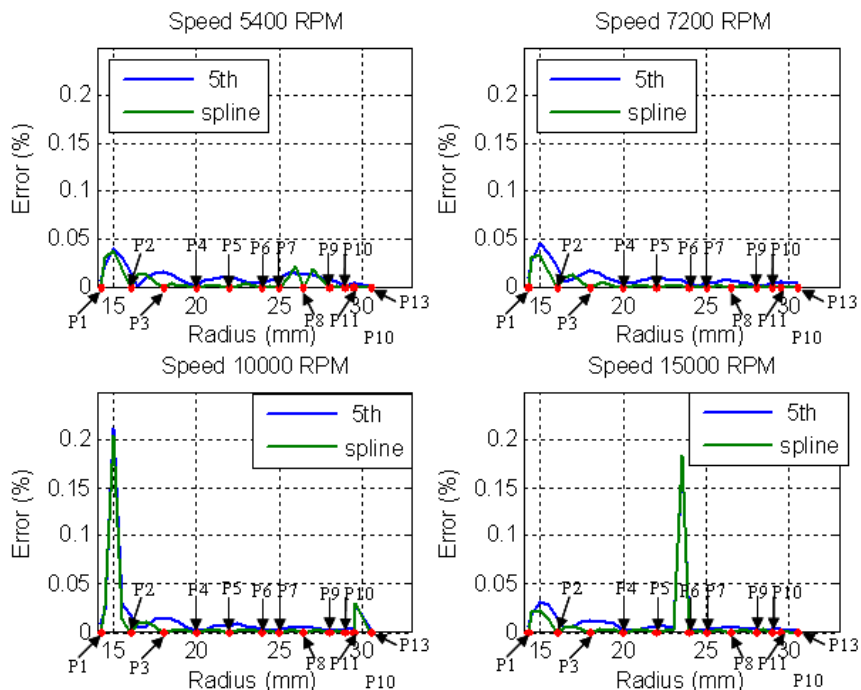 Speed 5400 RPM
5th
spline
Error (%)
0.2
0.15
0.1
0.05
0
P2
P4
P5
P6
P7
P9
P10
15
20
25
30
P1
P3
P8
P11
P13
P10
Radius (mm)
Speed 7200 RPM
5th
spline
Error (%)
0.2
0.15
0.1
0.05
0
P2
P4
P5
P6
P7
P9
P10
15
20
25
30
P1
P3
P8
P11
P13
P10
Radius (mm)
Speed 10000 RPM
5th
spline
Error (%)
0.2
0.15
0.1
0.05
0
P2
P4
P5
P6
P7
P9
P10
15
20
25
30
P1
P3
P8
P11
P13
P10
Radius (mm)
Speed 15000 RPM
5th
spline
Error (%)
0.2
0.15
0.1
0.05
0
P2
P4
P5
P6
P7
P9
P10
15
20
25
30
P1
P3
P8
P11
P13
P10
Radius (mm)